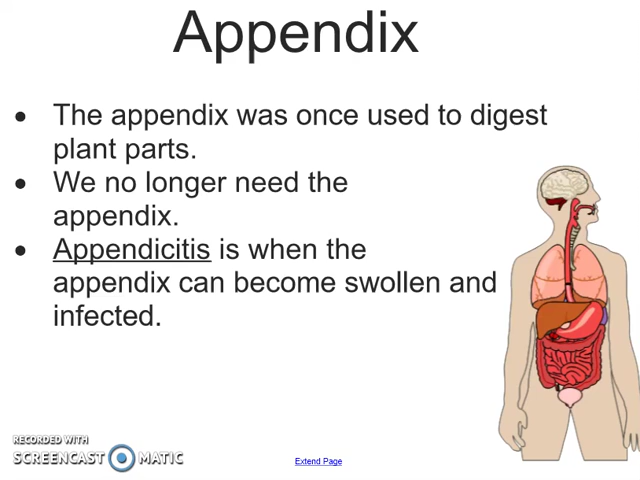 Appendix
● The appendix was once used to digest
plant parts.
● We no longer need the
appendix.
● Appendicitis is when the
appendix can become swollen and
infected.
RECORDED WITH
SCREENCAST MATIC
Extend Page